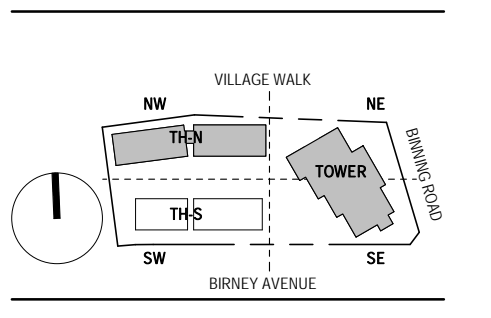 VILLAGE WALK
NW
NE
TH-N
BINNING ROAD
TOWER
TH-S
SW
SE
BIRNEY AVENUE